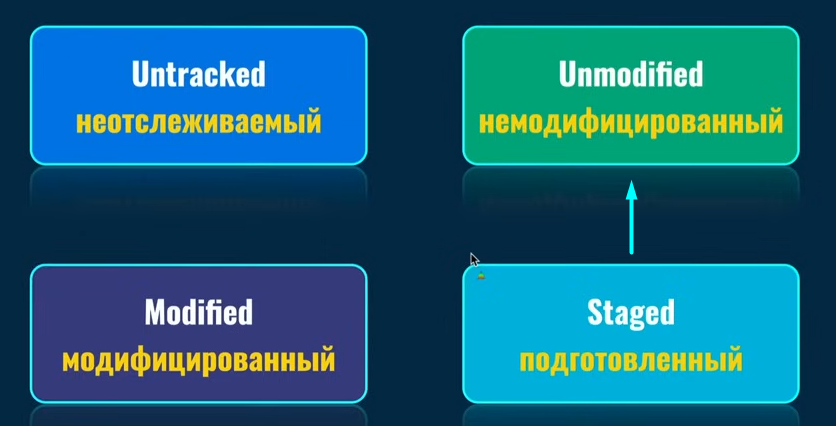 Untracked
неотслеживаемый
Unmodified
немодифицированный
Modified
модифицированный
Staged
подготовленный